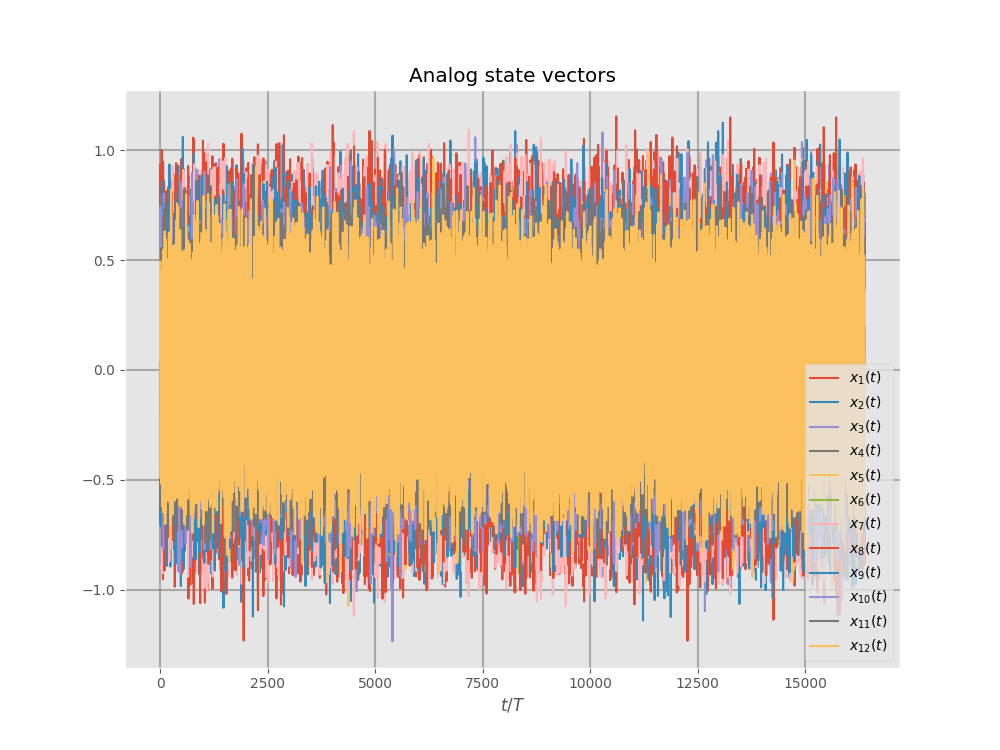 Analog state vectors
1.0
0.5
0.0
−0.5
−1.0
0 2500 5000 7500 10000 12500 15000
t/T
x₁(t)
x₂(t)
x₃(t)
x₄(t)
x₅(t)
x₆(t)
x₇(t)
x₈(t)
x₉(t)
x₁₀(t)
x₁₁(t)
x₁₂(t)